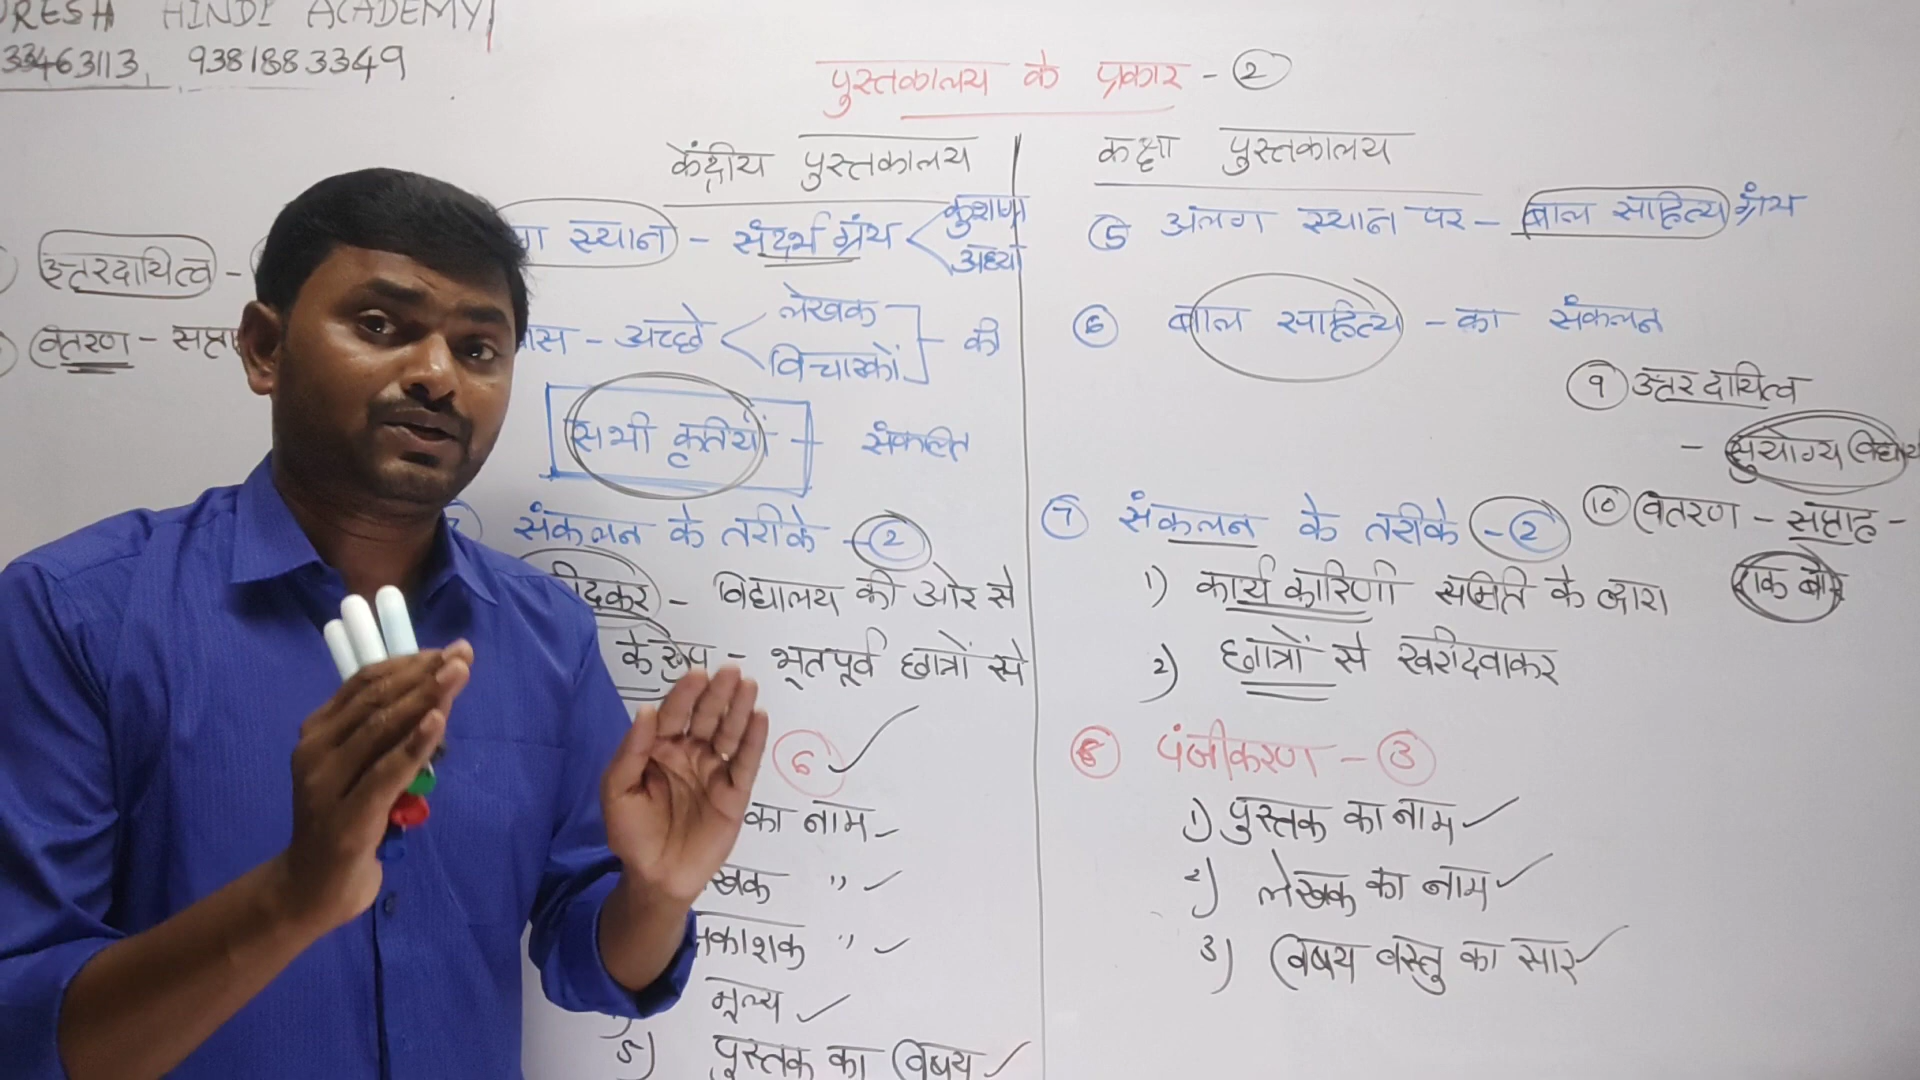 RESH HINDI ACADEMY
33463113, 9381883349
पुस्तकालय के प्रकार - 2
केंद्रीय पुस्तकालय
उत्तरदायित्व -
स्थान - संदर्भ ग्रंथ
वितरण -
अच्छे लेखक
विचारकों की
सभी कृतियाँ संकलित
संकलन के तरीके - 2
विद्यालय की ओर से
के रूप - भूतपूर्व छात्रों से
6
का नाम
"
"
मूल्य
5) पुस्तक का विषय
कक्षा पुस्तकालय
5 अलग स्थान पर - बाल साहित्य ग्रंथ
6 बाल साहित्य - का संकलन
7 संकलन के तरीके - 2
1) कार्य कारिणी समिति के द्वारा
2) छात्रों से खरीदवाकर
8 पंजीकरण - 3
1) पुस्तक का नाम
2) लेखक का नाम
3) विषय वस्तु का सार
9 उत्तरदायित्व
- सुयोग्य
10 वितरण - सप्ताह -
एक बार